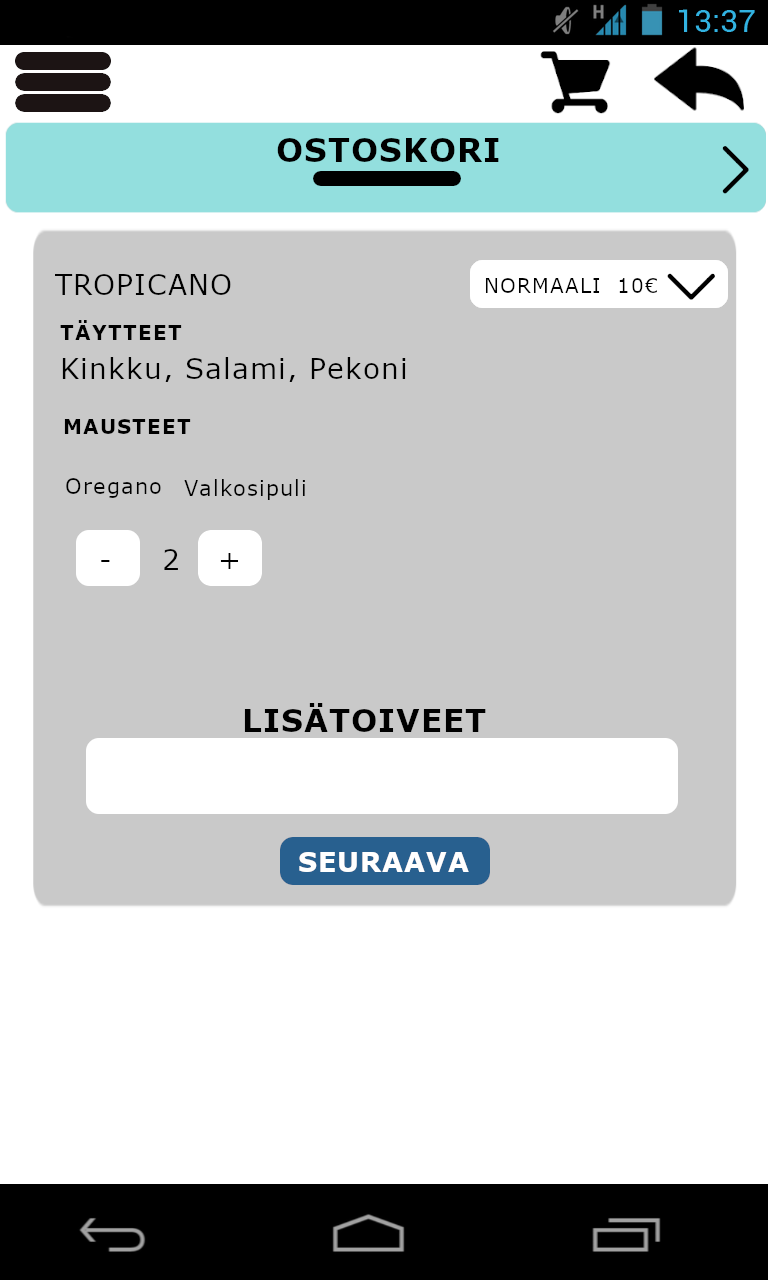 H 13:37
OSTOSKORI
TROPICANO NORMAALI 10€
TÄYTTEET
Kinkku, Salami, Pekoni
MAUSTEET
Oregano Valkosipuli
- 2 +
LISÄTOIVEET
SEURAAVA